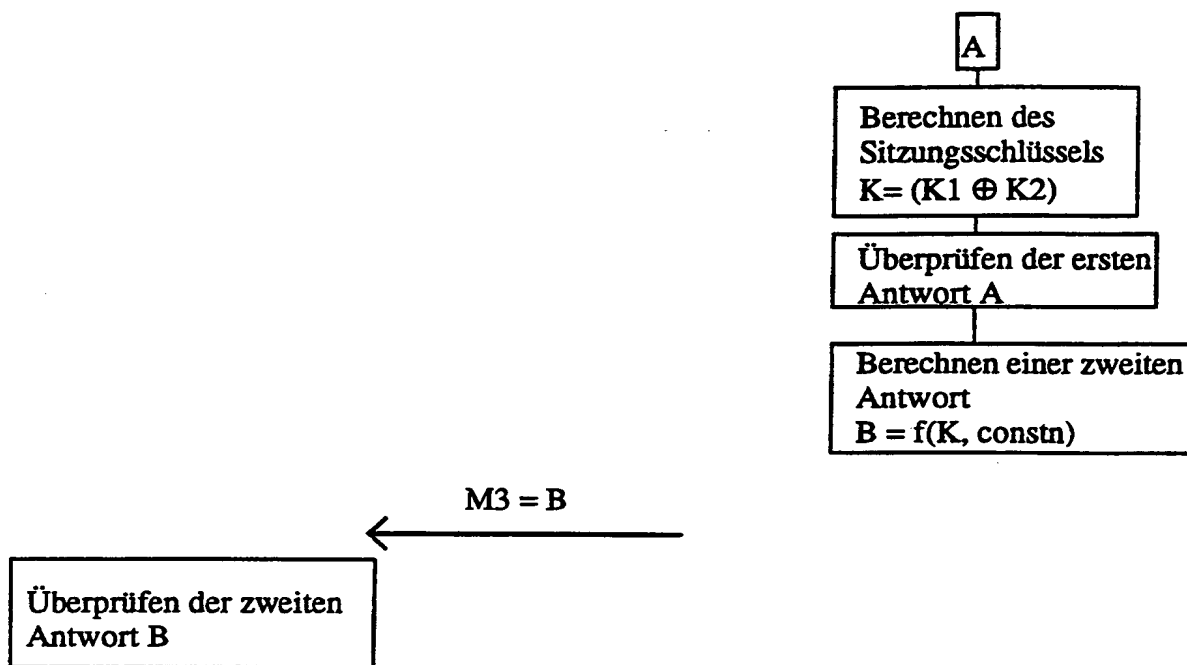 A
Berechnen des
Sitzungsschlüssels
K= (K1 ⊕ K2)
Überprüfen der ersten
Antwort A
Berechnen einer zweiten
Antwort
B = f(K, constn)
M3 = B
Überprüfen der zweiten
Antwort B